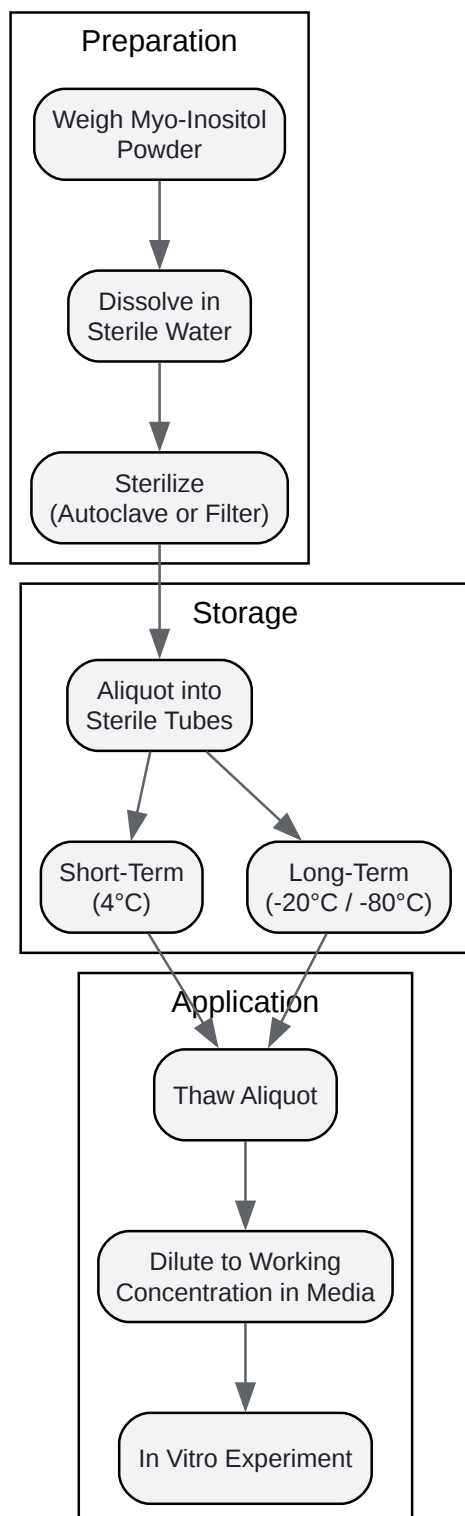 Preparation
Weigh Myo-Inositol
Powder
Dissolve in
Sterile Water
Sterilize
(Autoclave or Filter)
Storage
Aliquot into
Sterile Tubes
Short-Term
(4°C)
Long-Term
(-20°C / -80°C)
Application
Thaw Aliquot
Dilute to Working
Concentration in Media
In Vitro Experiment